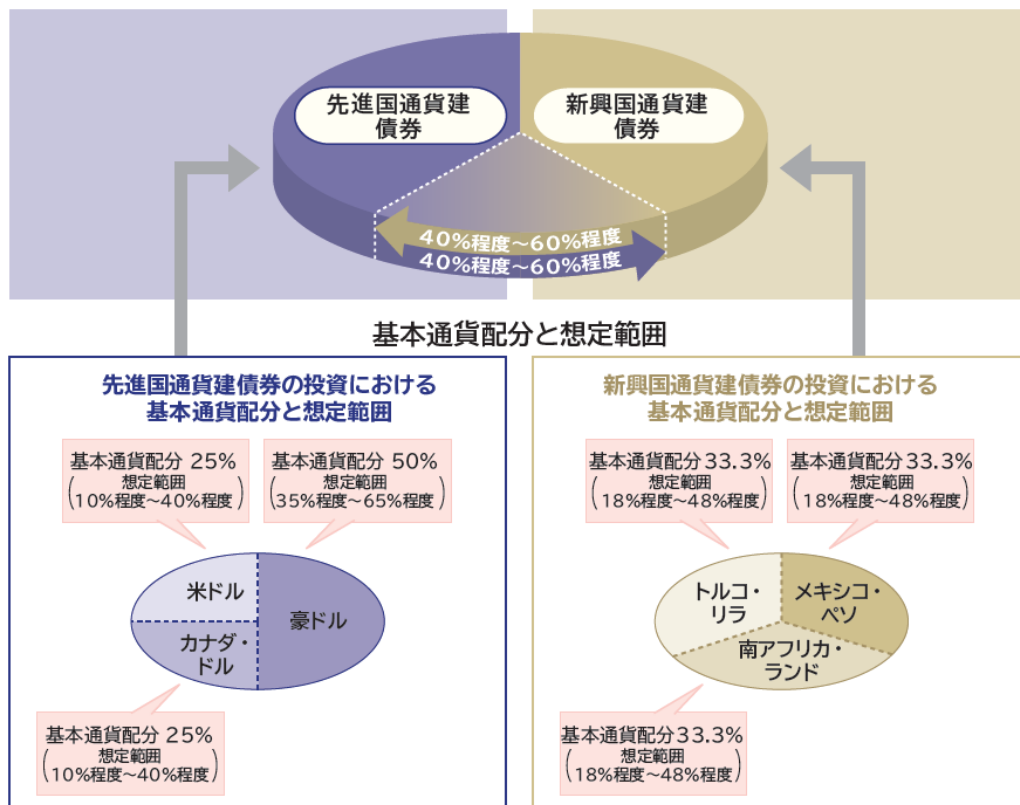 先進国通貨建
債券
新興国通貨建
債券
40%程度～60%程度
40%程度～60%程度
基本通貨配分と想定範囲
先進国通貨建債券の投資における
基本通貨配分と想定範囲
基本通貨配分 25%
想定範囲
(10%程度～40%程度)
基本通貨配分 50%
想定範囲
(35%程度～65%程度)
米ドル
豪ドル
カナダ・
ドル
基本通貨配分 25%
想定範囲
(10%程度～40%程度)
新興国通貨建債券の投資における
基本通貨配分と想定範囲
基本通貨配分33.3%
想定範囲
(18%程度～48%程度)
基本通貨配分33.3%
想定範囲
(18%程度～48%程度)
トルコ・
リラ
メキシコ・
ペソ
南アフリカ・
ランド
基本通貨配分33.3%
想定範囲
(18%程度～48%程度)